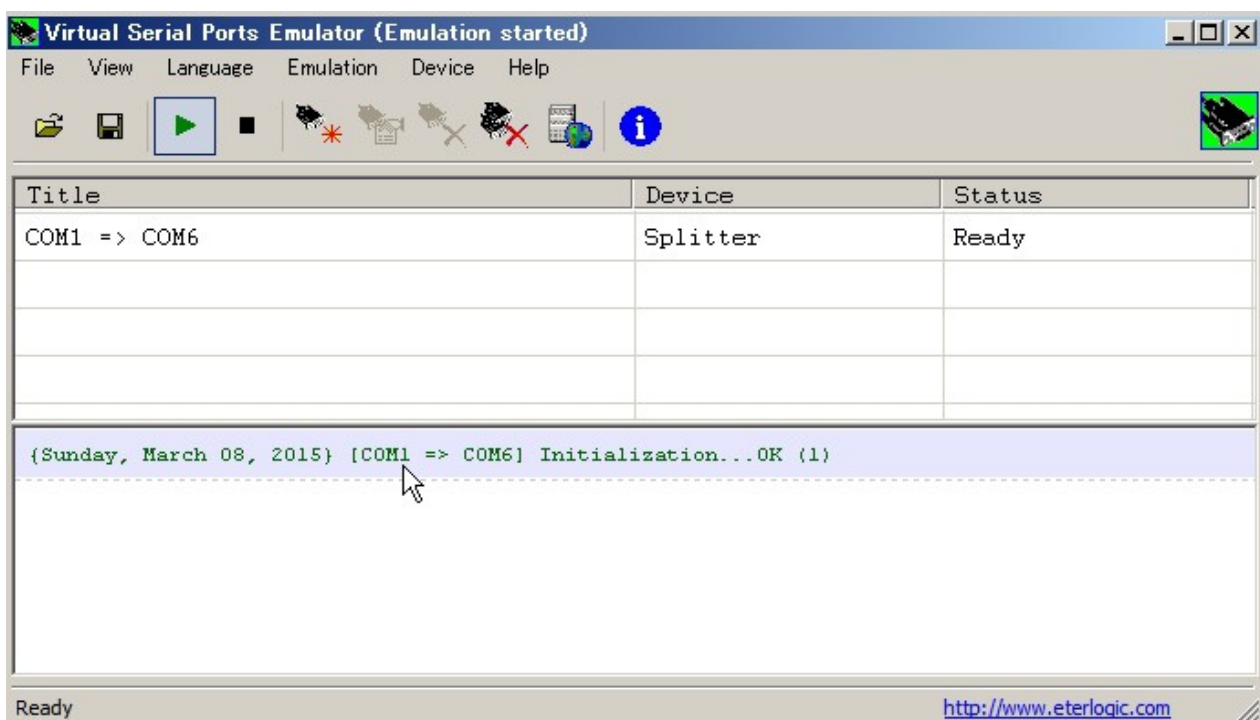 Virtual Serial Ports Emulator (Emulation started)
File View Language Emulation Device Help
Title Device Status
COM1 => COM6 Splitter Ready
{Sunday, March 08, 2015} [COM1 => COM6] Initialization...OK (1)
Ready http://www.eterlogic.com